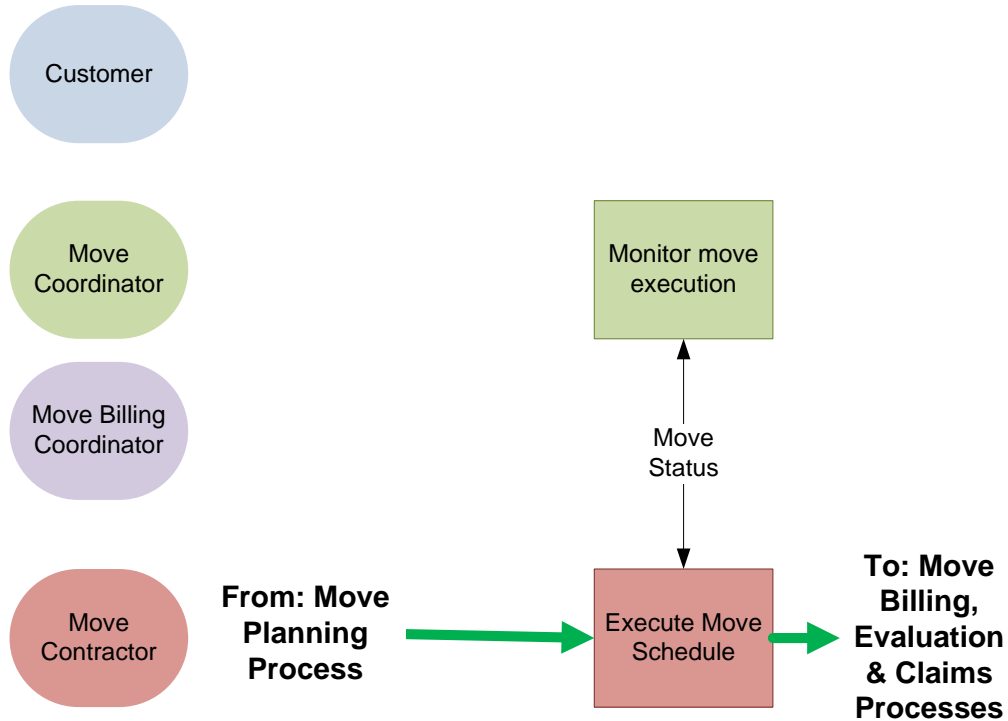 Customer
Move
Coordinator
Monitor move
execution
Move Billing
Coordinator
Move
Status
Move
Contractor
From: Move
Planning
Process
Execute Move
Schedule
To: Move
Billing,
Evaluation
& Claims
Processes